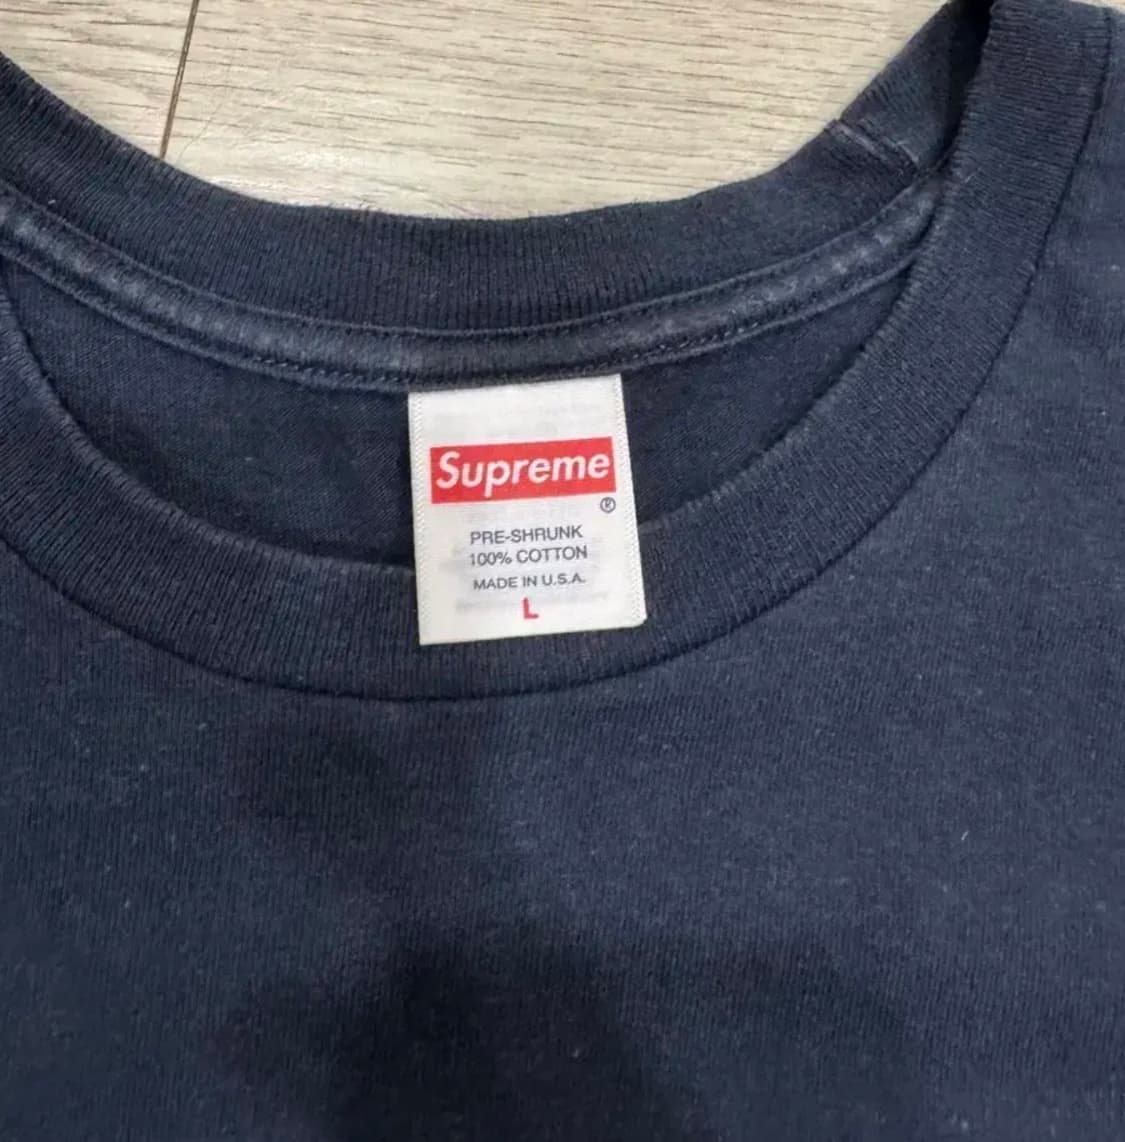 Supreme
®
PRE-SHRUNK
100% COTTON
MADE IN U.S.A.
L